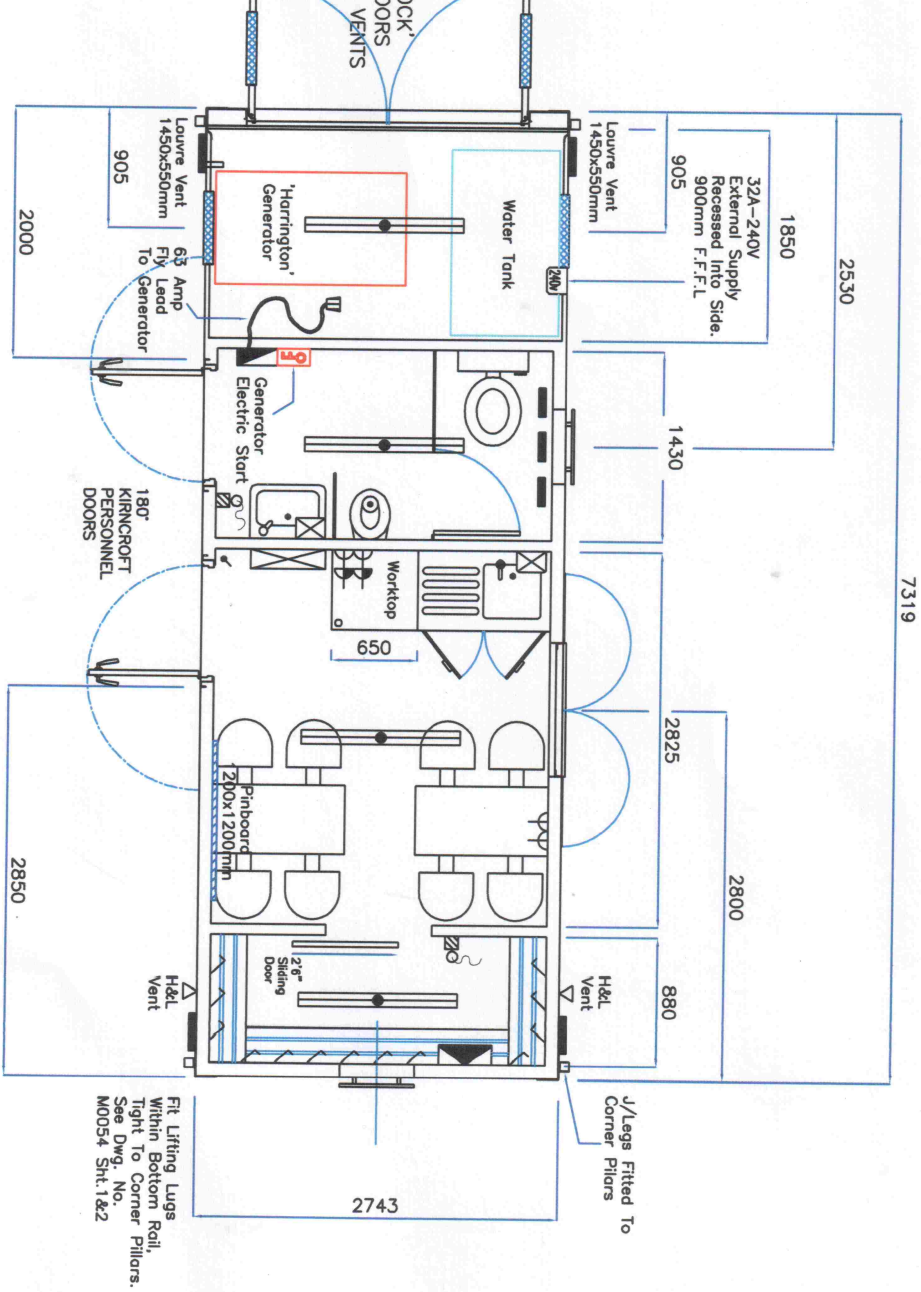 7319
2530
1850
32A-240V
External Supply
Recessed Into Side.
900mm F.F.F.L
905
Louvre Vent
1450x550mm
1430
2825
2800
880
H&L
Vent
J/Legs Fitted To
Corner Pilars
OCK'
OORS
VENTS
Water Tank
240v
'Harrington'
Generator
Generator
Electric Start
Worktop
650
Pinboard
1200x1200mm
2'6"
Sliding
Door
2743
Louvre Vent
1450x550mm
905
2000
63 Amp
Fly Lead
To Generator
180°
KIRNCROFT
PERSONNEL
DOORS
2850
H&L
Vent
Fit Lifting Lugs
Within Bottom Rail,
Tight To Corner Pillars.
See Dwg. No.
M0054 Sht.1&2